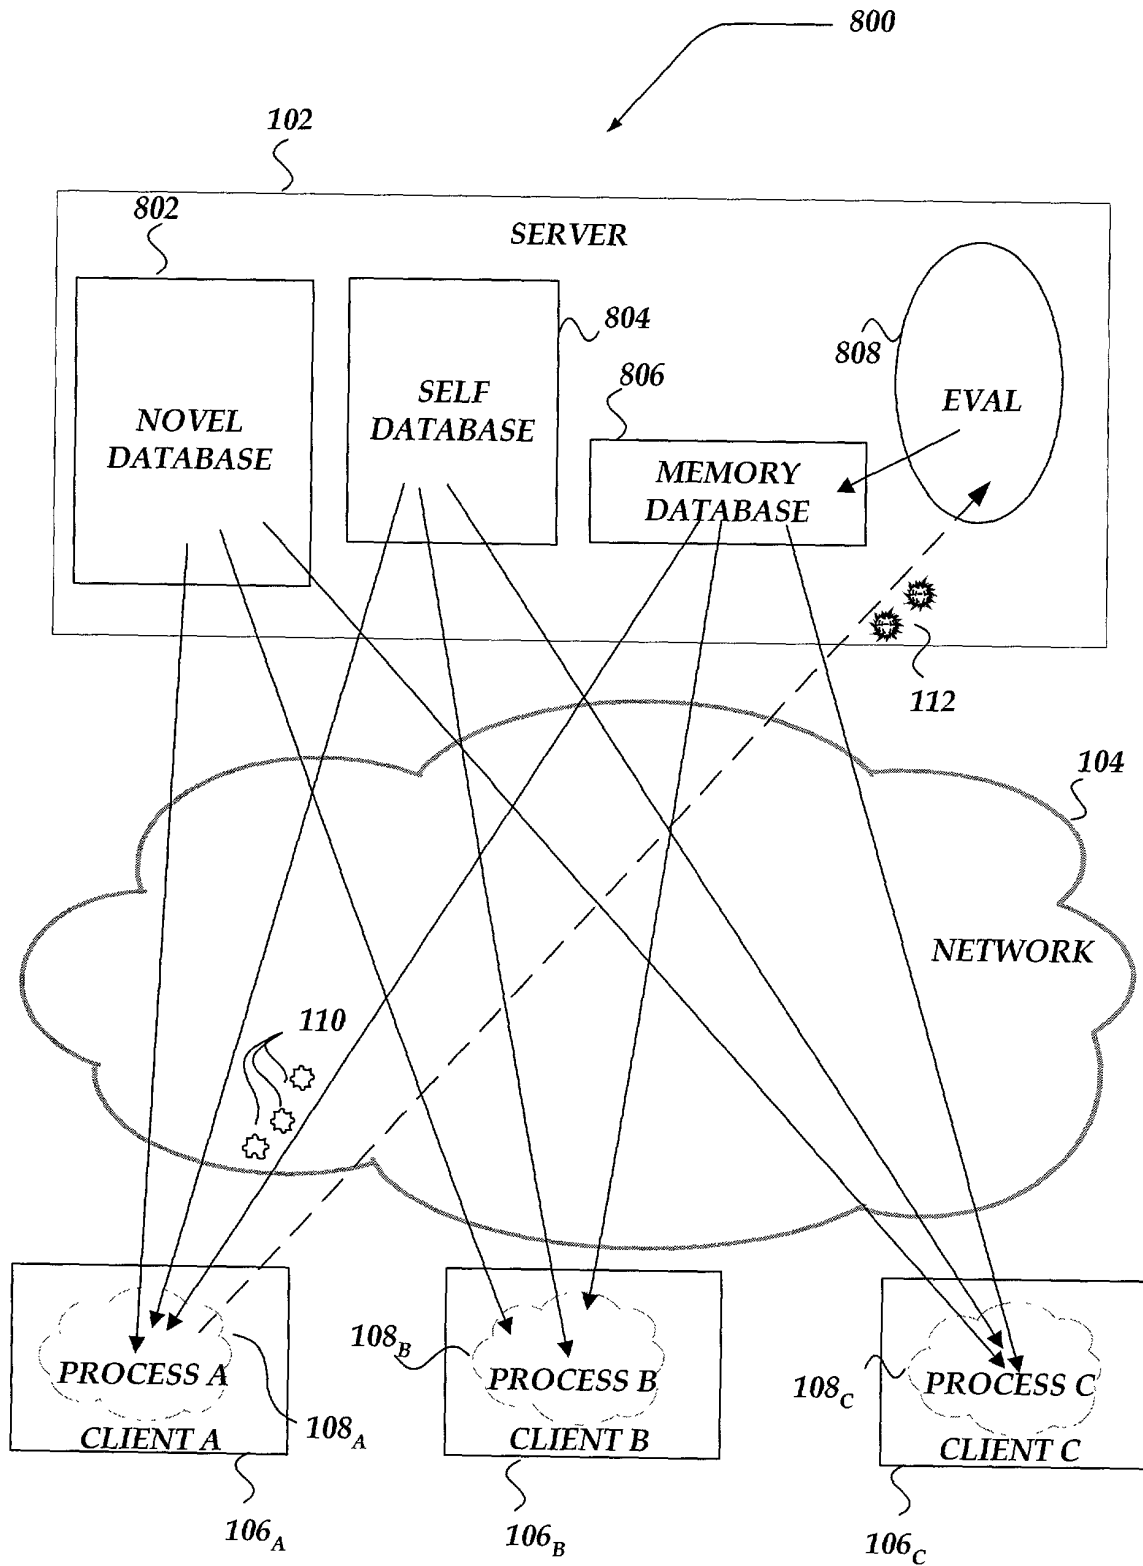 800
102
802
SERVER
804
808
806
NOVEL
DATABASE
SELF
DATABASE
EVAL
MEMORY
DATABASE
112
104
NETWORK
110
108B
108C
PROCESS A
PROCESS B
PROCESS C
108A
CLIENT A
CLIENT B
CLIENT C
106A
106B
106C